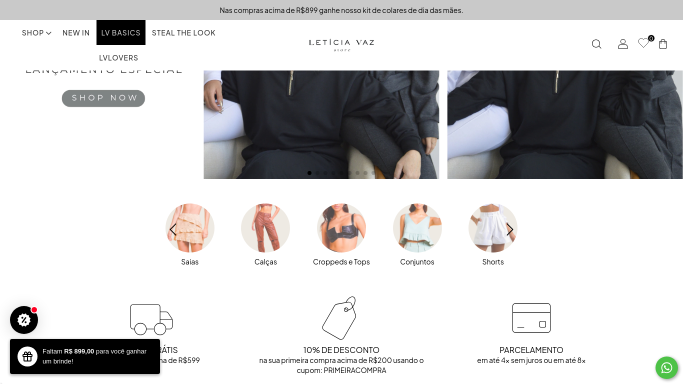 Nas compras acima de R$899 ganhe nosso kit de colares de dia das mães.
SHOP
NEW IN
LV BASICS
STEAL THE LOOK
LVLOVERS
LETÍCIA VAZ
store
0
LANÇAMENTO ESPECIAL
SHOP NOW
Saias
Calças
Croppeds e Tops
Conjuntos
Shorts
ÁTIS
ma de R$599
10% DE DESCONTO
na sua primeira compra acima de R$200 usando o
cupom: PRIMEIRACOMPRA
PARCELAMENTO
em até 4x sem juros ou em até 8x
Faltam R$ 899,00 para você ganhar
um brinde!